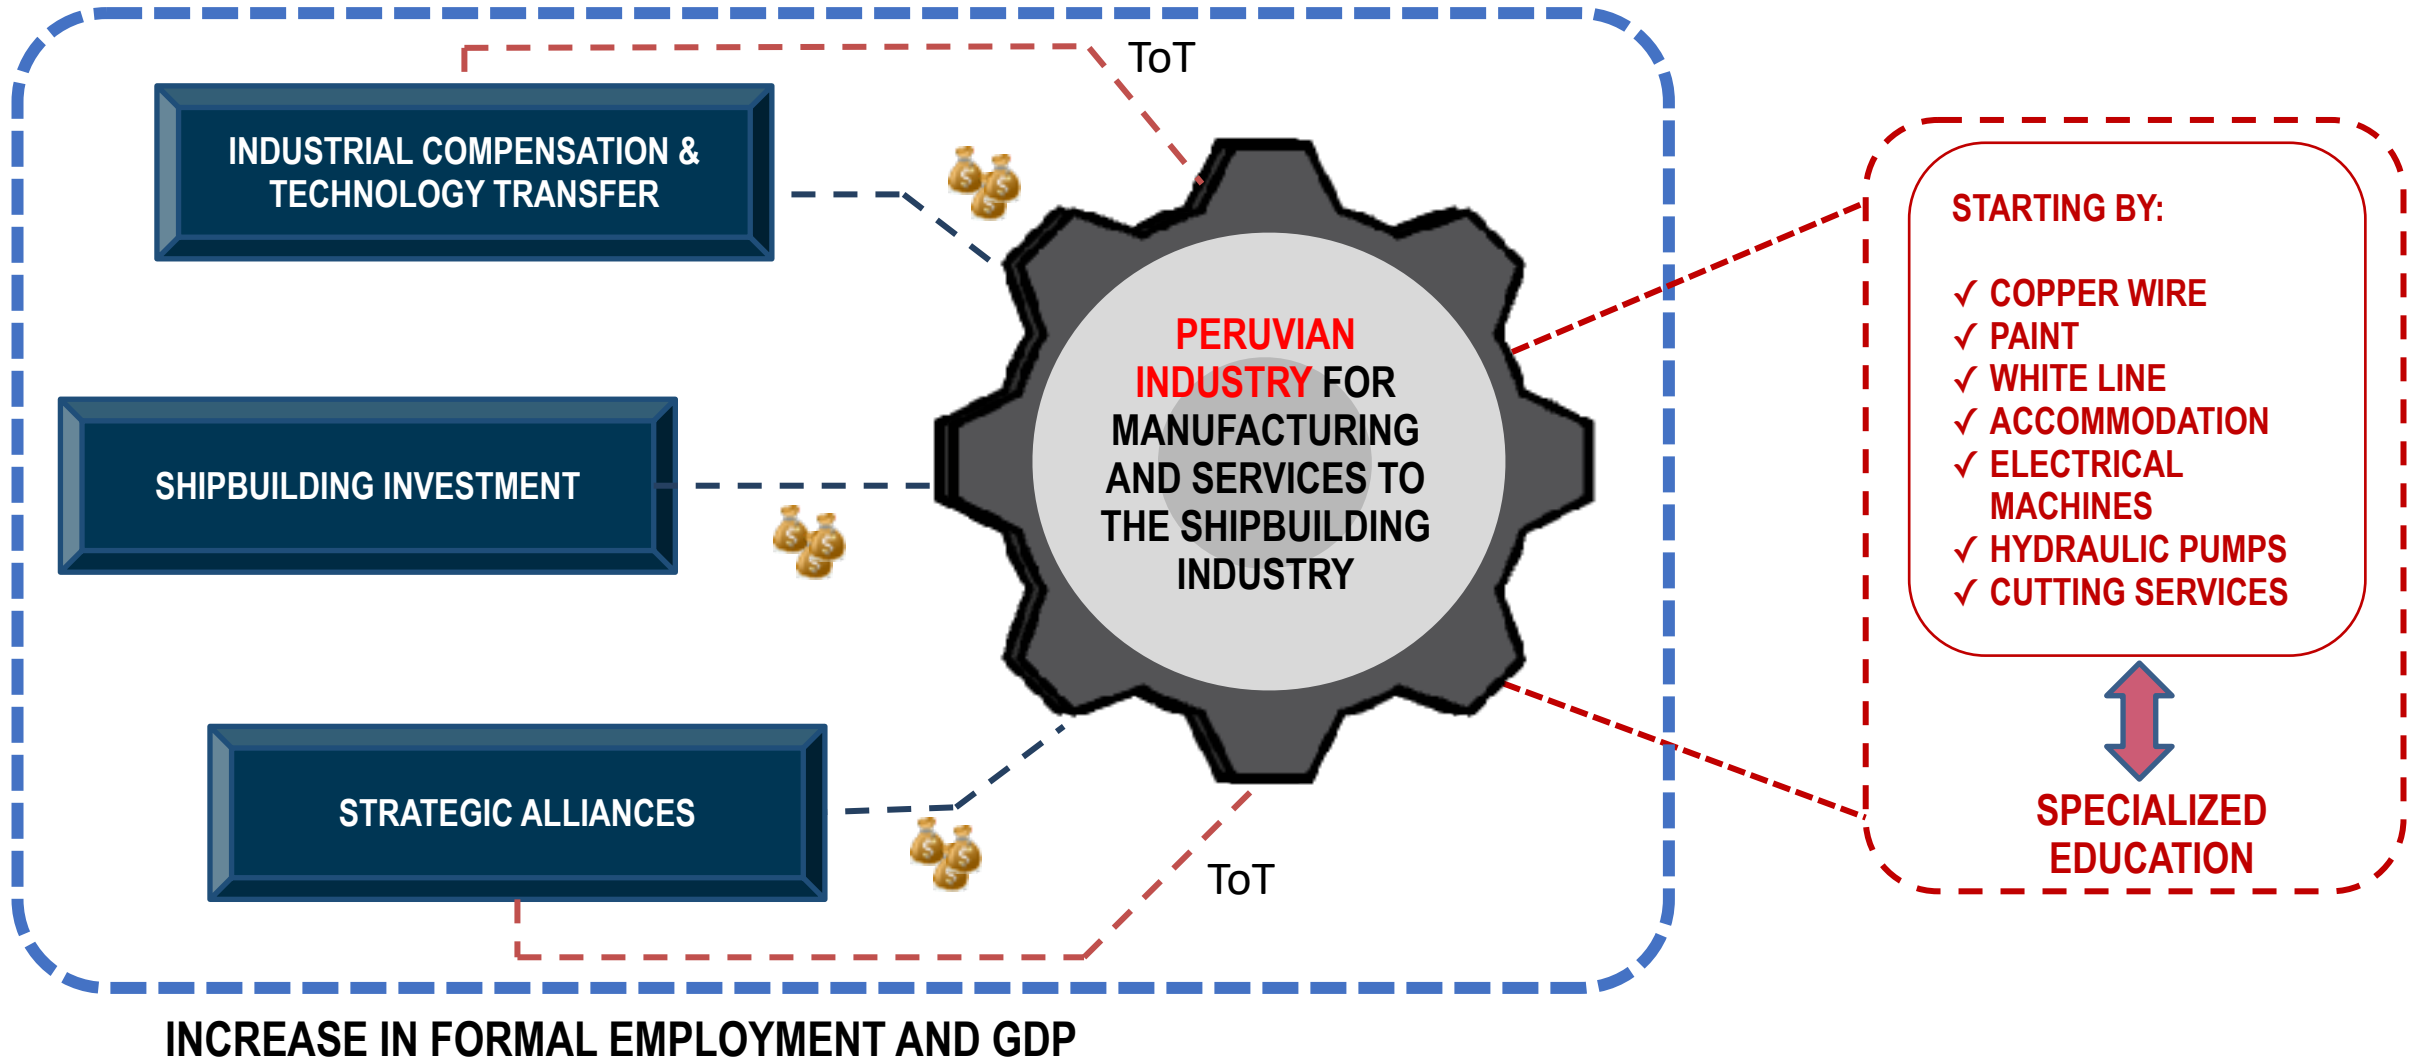 ToT
INDUSTRIAL COMPENSATION &
TECHNOLOGY TRANSFER
SHIPBUILDING INVESTMENT
STRATEGIC ALLIANCES
PERUVIAN
INDUSTRY FOR
MANUFACTURING
AND SERVICES TO
THE SHIPBUILDING
INDUSTRY
ToT
STARTING BY:
✓ COPPER WIRE
✓ PAINT
✓ WHITE LINE
✓ ACCOMMODATION
✓ ELECTRICAL
MACHINES
✓ HYDRAULIC PUMPS
✓ CUTTING SERVICES
SPECIALIZED
EDUCATION
INCREASE IN FORMAL EMPLOYMENT AND GDP